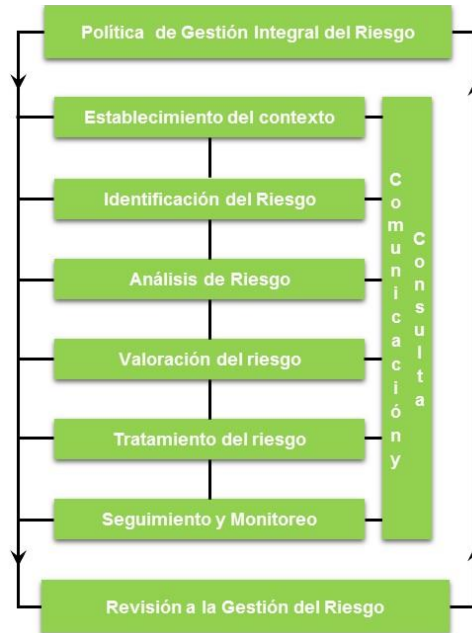 Política de Gestión Integral del Riesgo
Establecimiento del contexto
Identificación del Riesgo
Análisis de Riesgo
Valoración del riesgo
Tratamiento del riesgo
Seguimiento y Monitoreo
Comunicación y
Consulta
Revisión a la Gestión del Riesgo